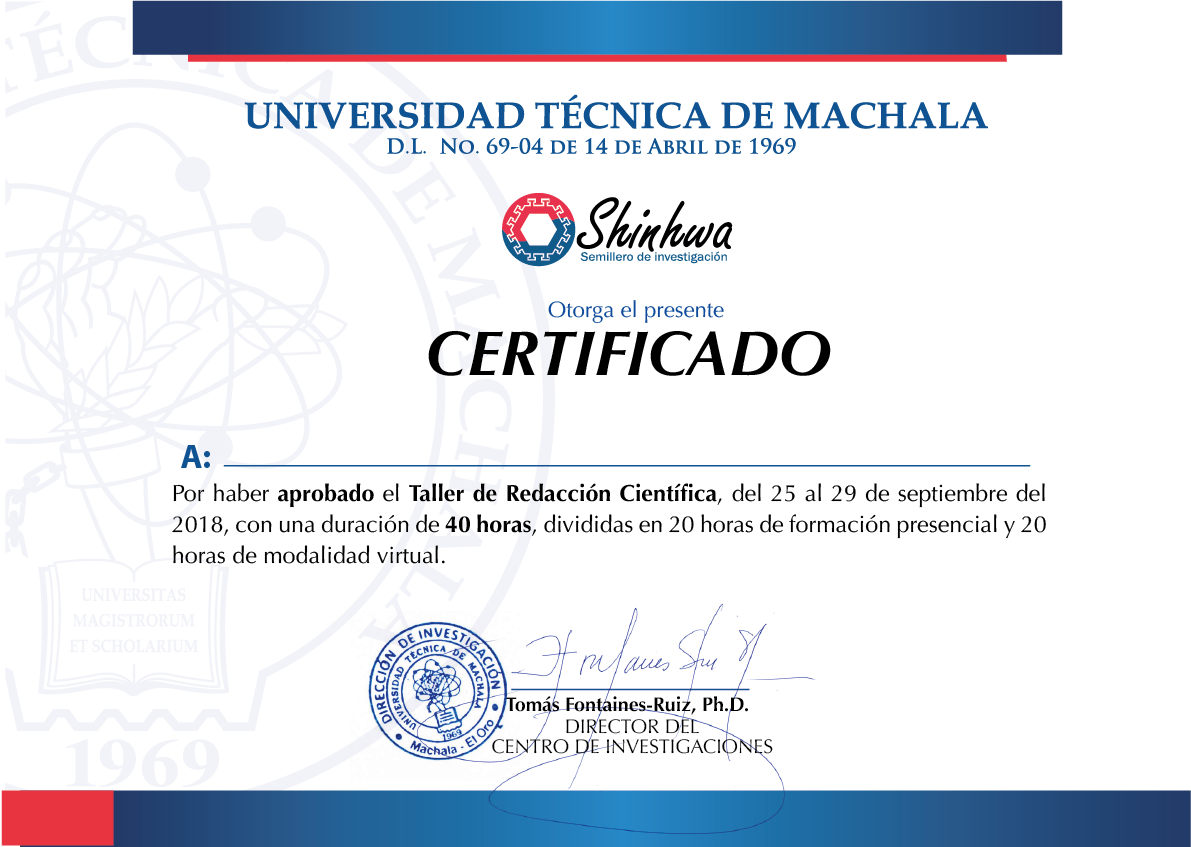 UNIVERSIDAD TÉCNICA DE MACHALA
D.L. No. 69-04 DE 14 DE ABRIL DE 1969
Shinhwa
Semillero de investigación
Otorga el presente
CERTIFICADO
A:
Por haber aprobado el Taller de Redacción Científica, del 25 al 29 de septiembre del
2018, con una duración de 40 horas, divididas en 20 horas de formación presencial y 20
horas de modalidad virtual.
UNIVERSITAS
MAGISTRORUM
ET SCHOLARIUM
1969
TÉCNICA DE MACHALA
DIRECCIÓN DE INVESTIGACIÓN
UNIVERSIDAD TÉCNICA DE MACHALA
1969
Machala - El Oro
Tomás Fontaines-Ruiz, Ph.D.
DIRECTOR DEL
CENTRO DE INVESTIGACIONES